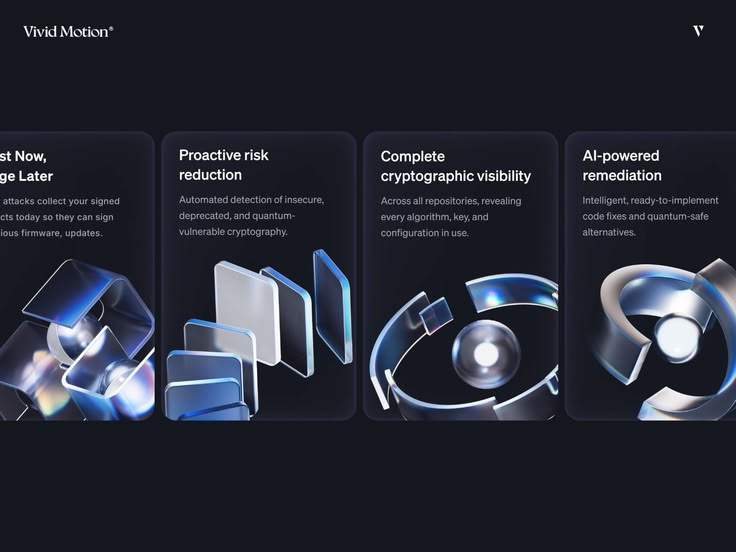 Vivid Motion®
V
st Now,
ge Later
attacks collect your signed
cts today so they can sign
ious firmware, updates.
Proactive risk
reduction
Automated detection of insecure,
deprecated, and quantum-
vulnerable cryptography.
Complete
cryptographic visibility
Across all repositories, revealing
every algorithm, key, and
configuration in use.
AI-powered
remediation
Intelligent, ready-to-implement
code fixes and quantum-safe
alternatives.